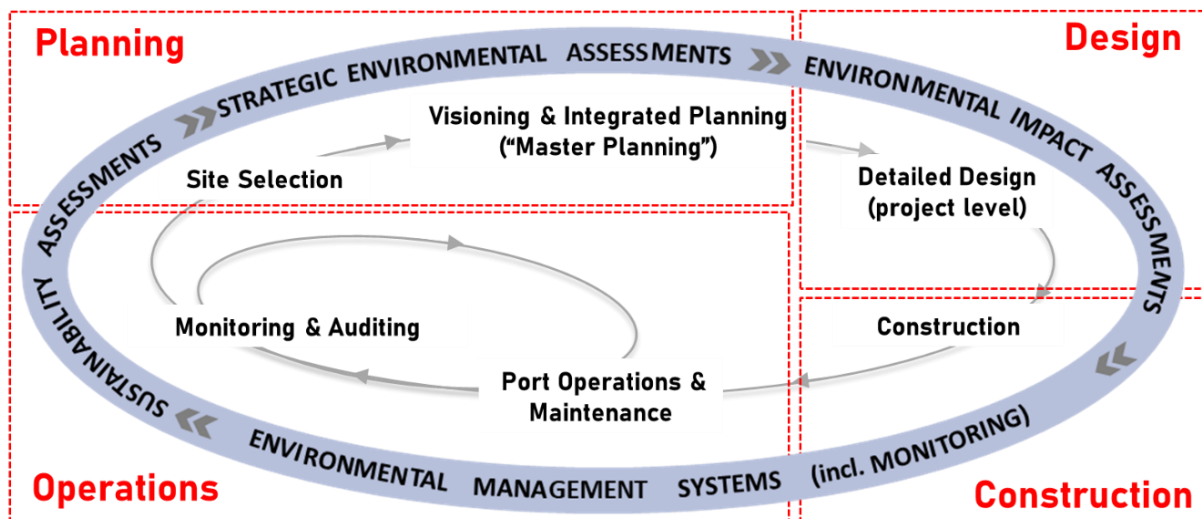 Planning
Design
STRATEGIC ENVIRONMENTAL ASSESSMENTS
ENVIRONMENTAL IMPACT ASSESSMENTS
Visioning & Integrated Planning
(“Master Planning”)
Site Selection
Detailed Design
(project level)
Monitoring & Auditing
Construction
Port Operations &
Maintenance
SUSTAINABILITY ASSESSMENTS
ENVIRONMENTAL MANAGEMENT SYSTEMS (incl. MONITORING)
Operations
Construction